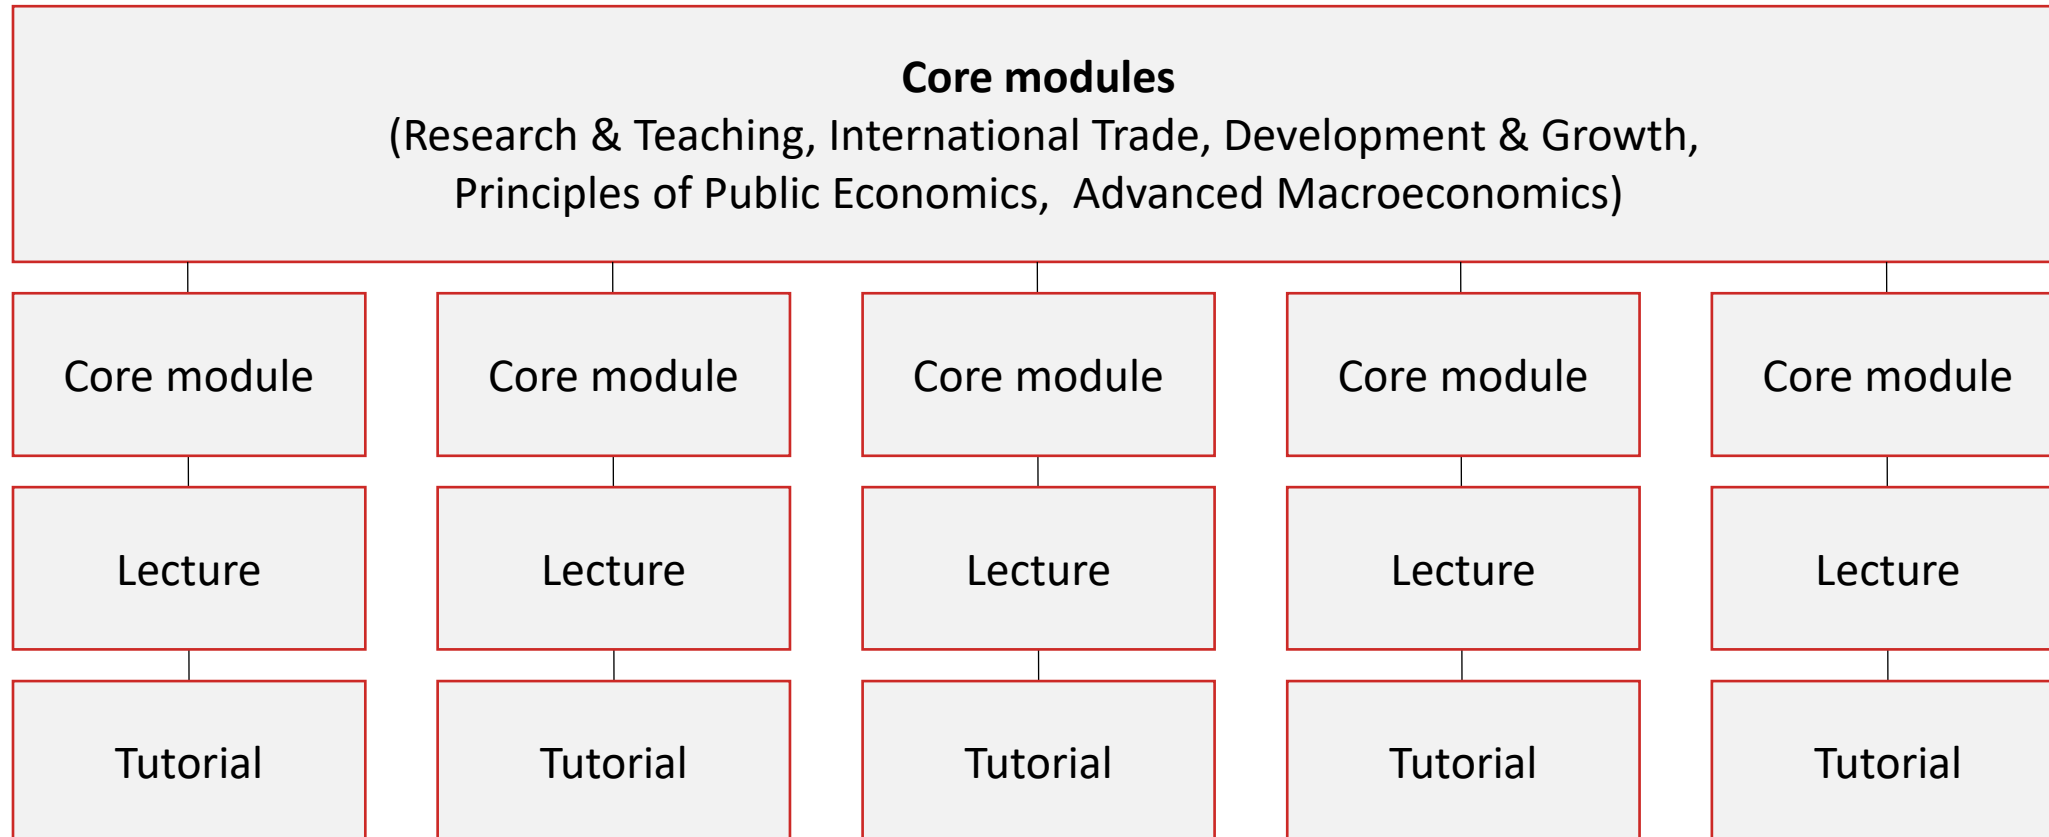 Core modules
(Research & Teaching, International Trade, Development & Growth,
Principles of Public Economics,  Advanced Macroeconomics)
Core module
Core module
Core module
Core module
Core module
Lecture
Lecture
Lecture
Lecture
Lecture
Tutorial
Tutorial
Tutorial
Tutorial
Tutorial